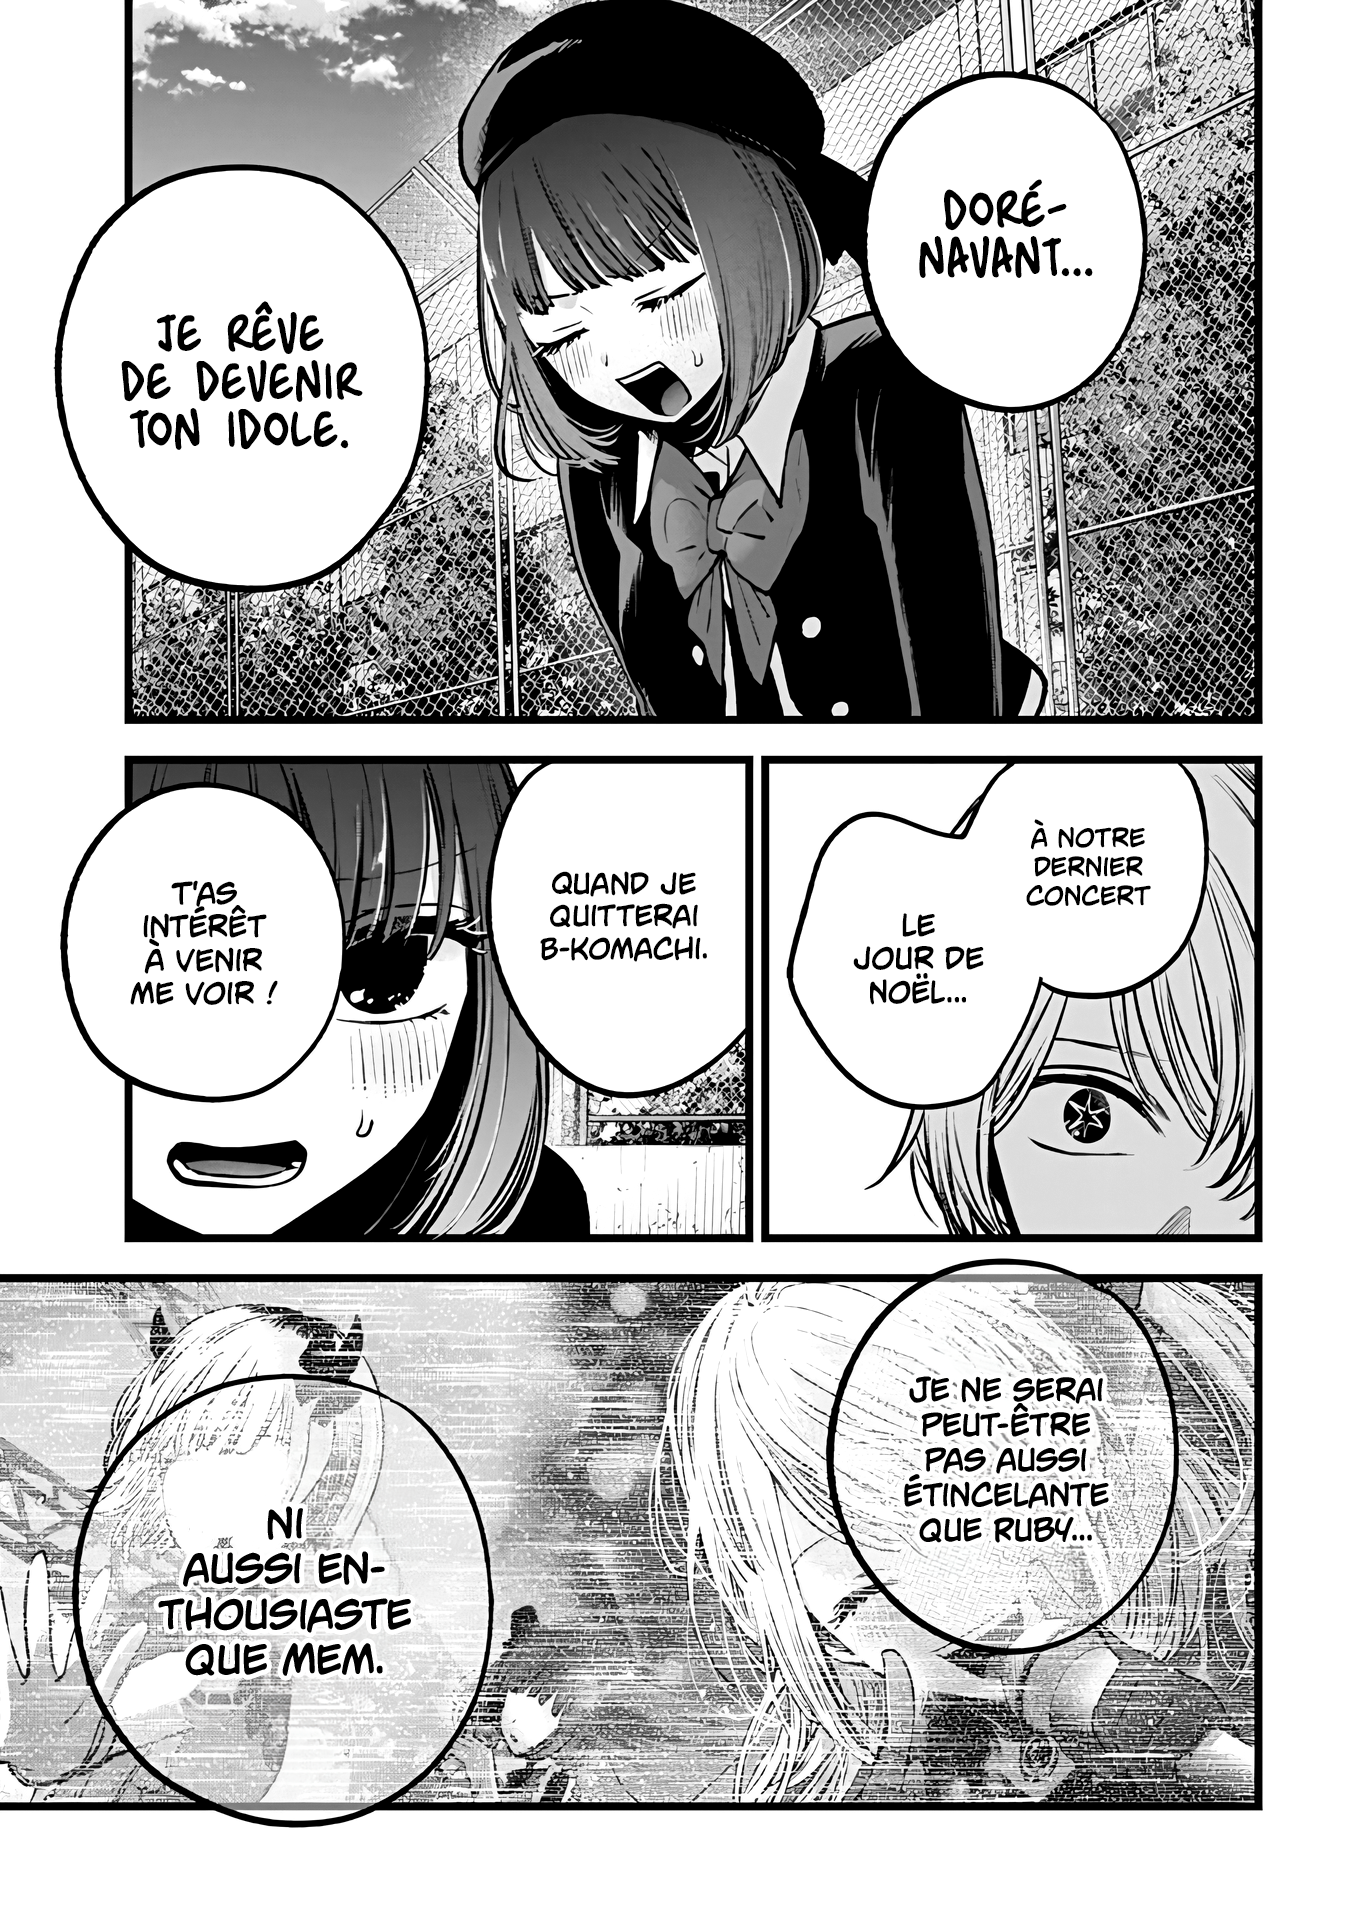 DORÉ-
NAVANT...
JE RÊVE
DE DEVENIR
TON IDOLE.
À NOTRE
DERNIER
CONCERT
LE
JOUR DE
NOËL...
QUAND JE
QUITTERAI
B-KOMACHI.
T'AS
INTÉRÊT
À VENIR
ME VOIR !
JE NE SERAI
PEUT-ÊTRE
PAS AUSSI
ÉTINCELANTE
QUE RUBY...
NI
AUSSI EN-
THOUSIASTE
QUE MEM.